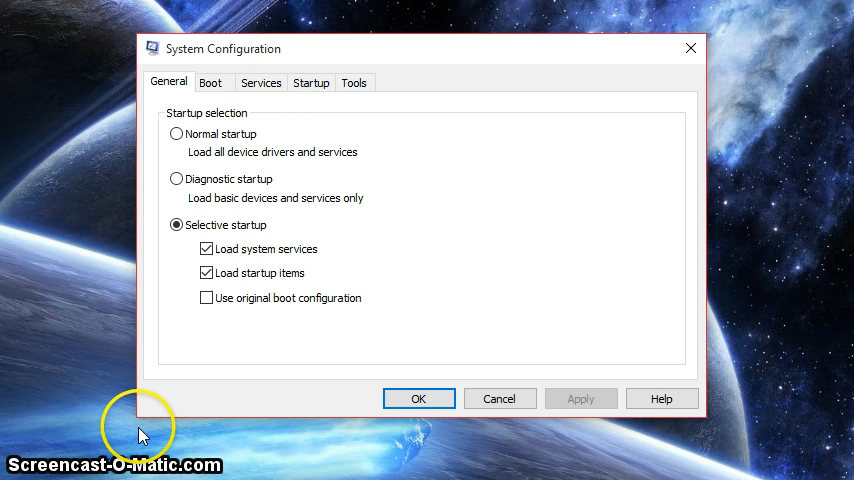 System Configuration
General Boot Services Startup Tools
Startup selection
Normal startup
Load all device drivers and services
Diagnostic startup
Load basic devices and services only
Selective startup
Load system services
Load startup items
Use original boot configuration
OK Cancel Apply Help
Screencast-O-Matic.com